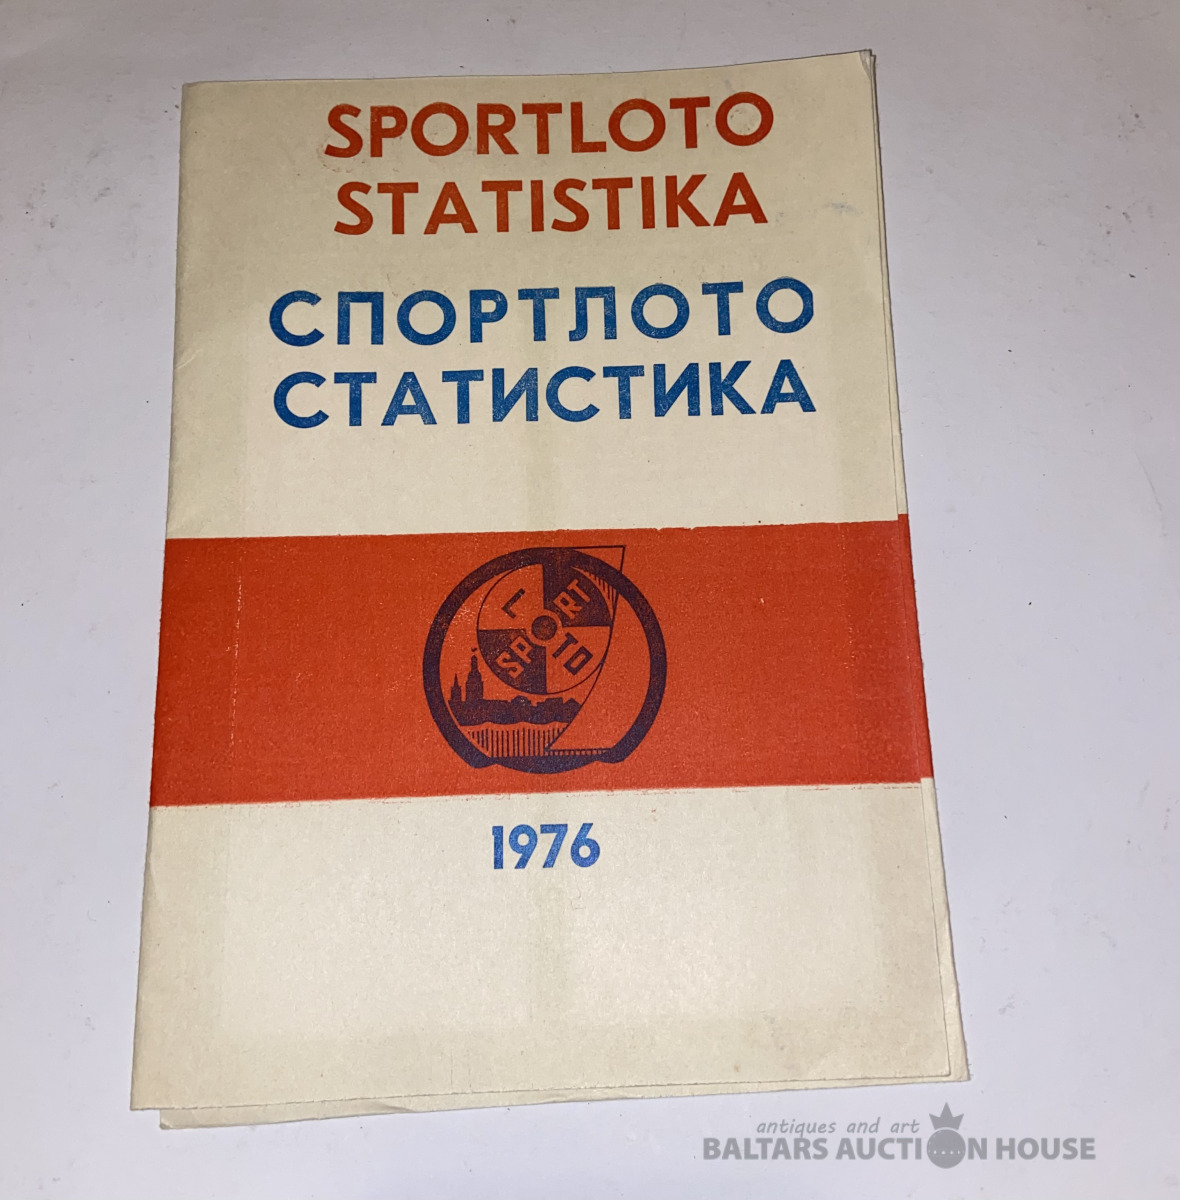 SPORTLOTO
STATISTIKA
СПОРТЛОТО
СТАТИСТИКА
SPORT
LOTO
1976
antiques and art
BALTARS AUCTION HOUSE